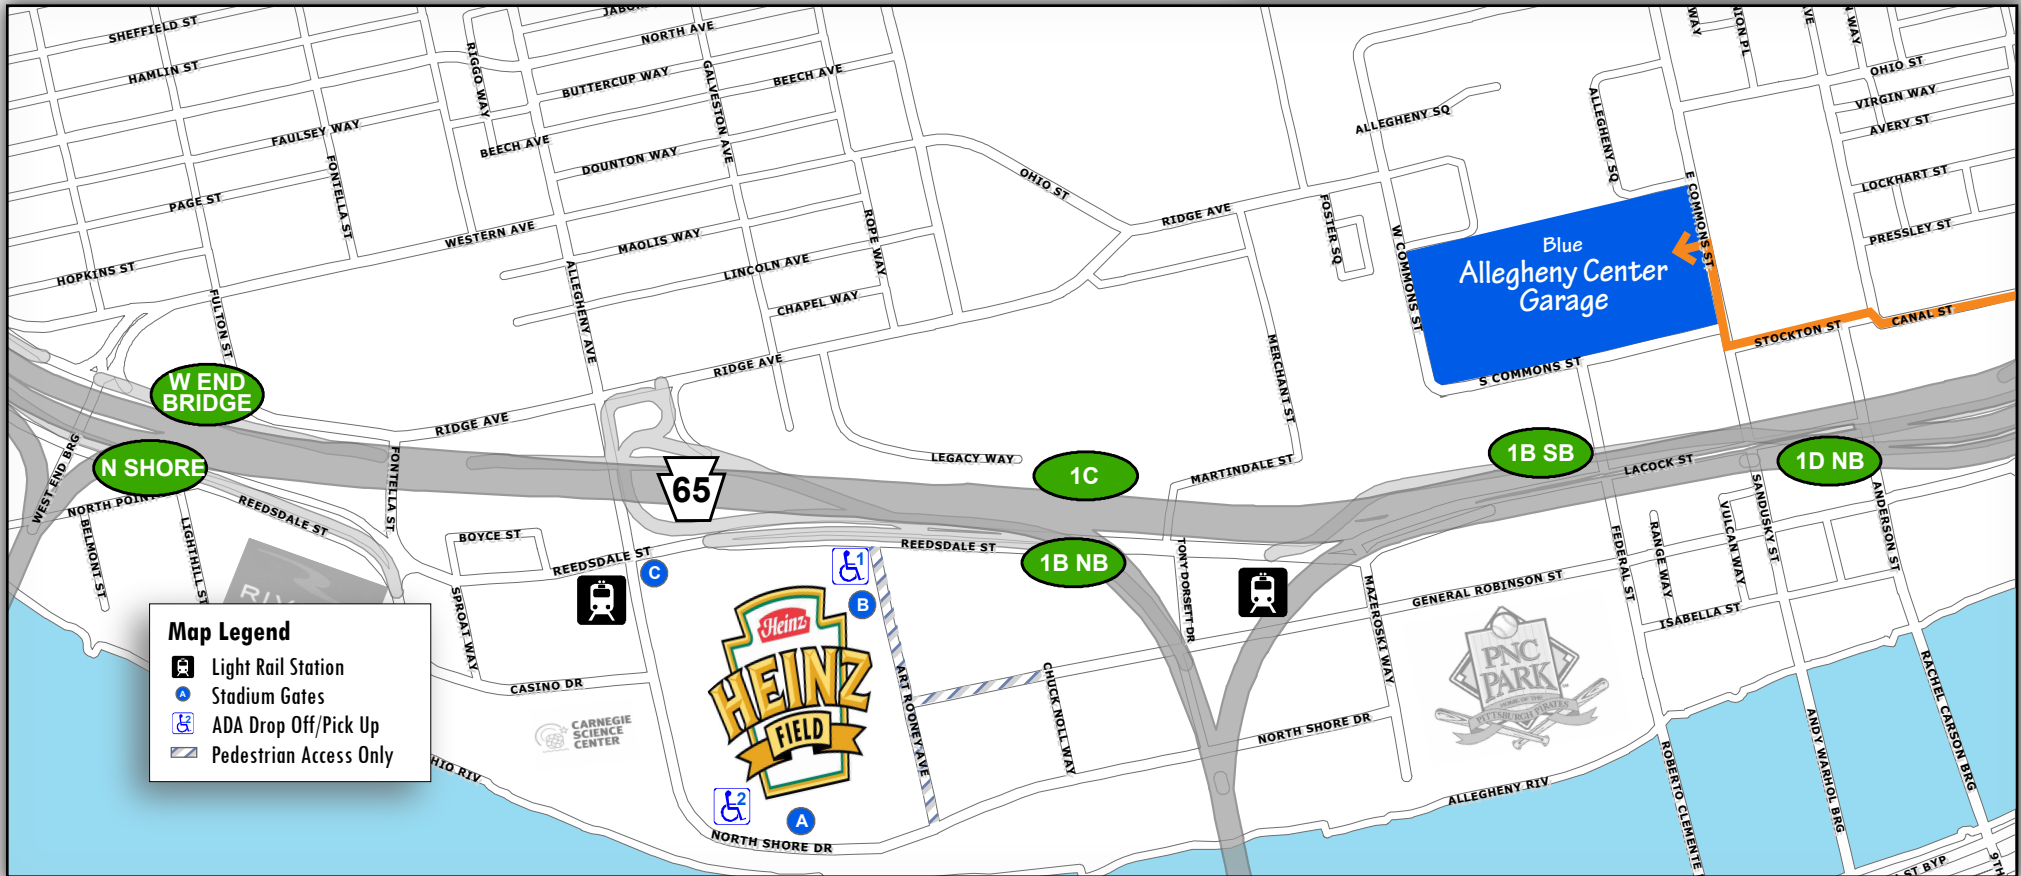 SHEFFIELD ST
HAMLIN ST
FAULSEY WAY
PAGE ST
HOPKINS ST
FONTELLA ST
FULTON ST
WESTERN AVE
RIGGO WAY
NORTH AVE
BUTTERCUP WAY
BEECH AVE
BEECH AVE
GALVESTON AVE
DOUNTON WAY
MAOLIS WAY
LINCOLN AVE
CHAPEL WAY
ROPE WAY
ALLEGHENY AVE
RIDGE AVE
RIDGE AVE
OHIO ST
RIDGE AVE
FOSTER SQ
W COMMONS ST
ALLEGHENY SQ
ALLEGHENY SQ
E COMMONS ST
Blue
Allegheny Center
Garage
S COMMONS ST
STOCKTON ST
CANAL ST
WAY
OHIO ST
VIRGIN WAY
AVERY ST
LOCKHART ST
PRESSLEY ST
MERCHANT ST
MARTINDALE ST
LEGACY WAY
W END
BRIDGE
N SHORE
65
1C
1B NB
1B SB
1D NB
LACOCK ST
WEST END BRG
BELMONT ST
LIGHTHILL ST
REEDSDALE ST
FONTELLA ST
BOYCE ST
REEDSDALE ST
REEDSDALE ST
SPROAT WAY
CASINO DR
CARNEGIE
SCIENCE
CENTER
C
1
B
Heinz
HEINZ
FIELD
2
A
NORTH SHORE DR
ART ROONEY AVE
CHUCK NOLL WAY
TONY DORSETT DR
NORTH SHORE DR
MAZEROSKI WAY
GENERAL ROBINSON ST
PNC
PARK
PITTSBURGH PIRATES
FEDERAL ST
RANGE WAY
VULCAN WAY
SANDUSKY ST
ANDERSON ST
ISABELLA ST
ALLEGHENY RIV
ROBERTO CLEMENTE
ANDY WARHOL BRG
RACHEL CARSON BRG
Map Legend
Light Rail Station
A Stadium Gates
2 ADA Drop Off/Pick Up
Pedestrian Access Only